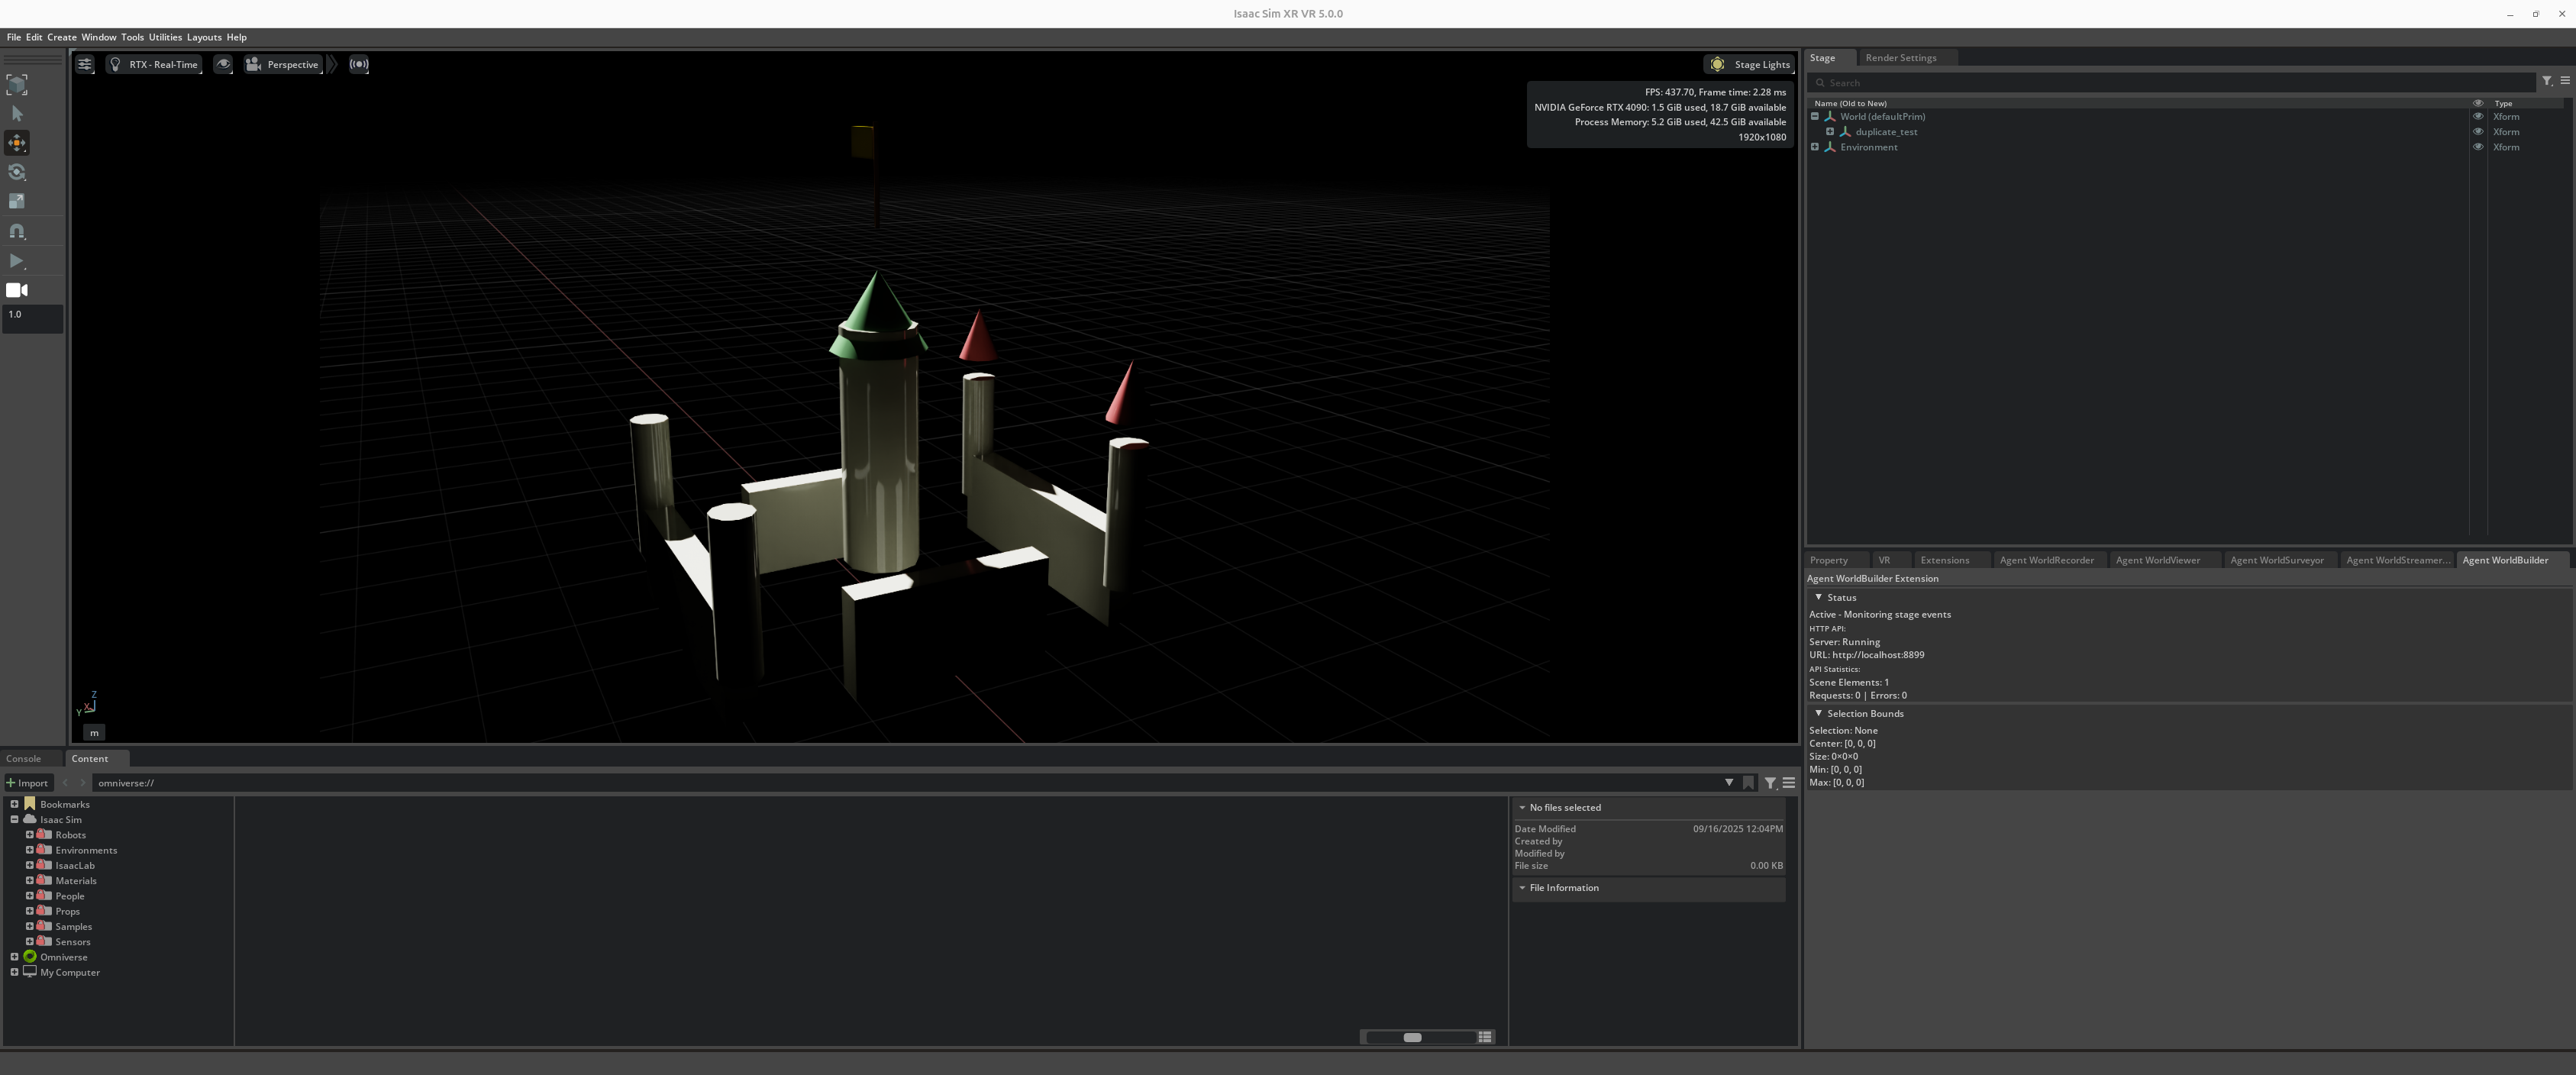 Isaac Sim XR VR 5.0.0
File Edit Create Window Tools Utilities Layouts Help
RTX - Real-Time
Perspective
Stage Lights
FPS: 437.70, Frame time: 2.28 ms
NVIDIA GeForce RTX 4090: 1.5 GiB used, 18.7 GiB available
Process Memory: 5.2 GiB used, 42.5 GiB available
1920x1080
1.0
Z
X
Y
m
Stage Render Settings
Search
Name (Old to New) Type
World (defaultPrim) Xform
duplicate_test Xform
Environment Xform
Property VR Extensions Agent WorldRecorder Agent WorldViewer Agent WorldSurveyor Agent WorldStreamer... Agent WorldBuilder
Agent WorldBuilder Extension
Status
Active - Monitoring stage events
HTTP API:
Server: Running
URL: http://localhost:8899
API Statistics:
Scene Elements: 1
Requests: 0 | Errors: 0
Selection Bounds
Selection: None
Center: [0, 0, 0]
Size: 0×0×0
Min: [0, 0, 0]
Max: [0, 0, 0]
Console Content
Import
omniverse://
Bookmarks
Isaac Sim
Robots
Environments
IsaacLab
Materials
People
Props
Samples
Sensors
Omniverse
My Computer
No files selected
Date Modified 09/16/2025 12:04PM
Created by
Modified by
File size 0.00 KB
File Information